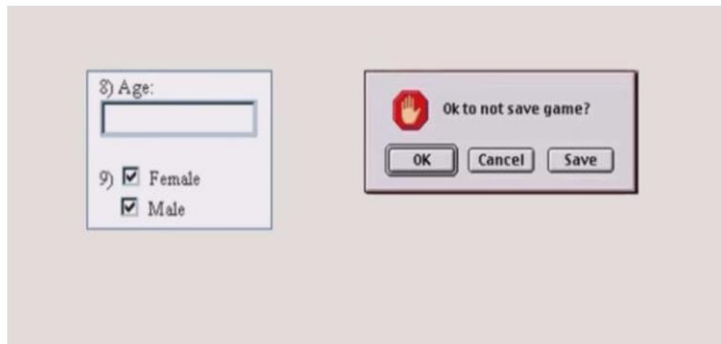 8) Age:
9) Female
Male
Ok to not save game?
OK Cancel Save